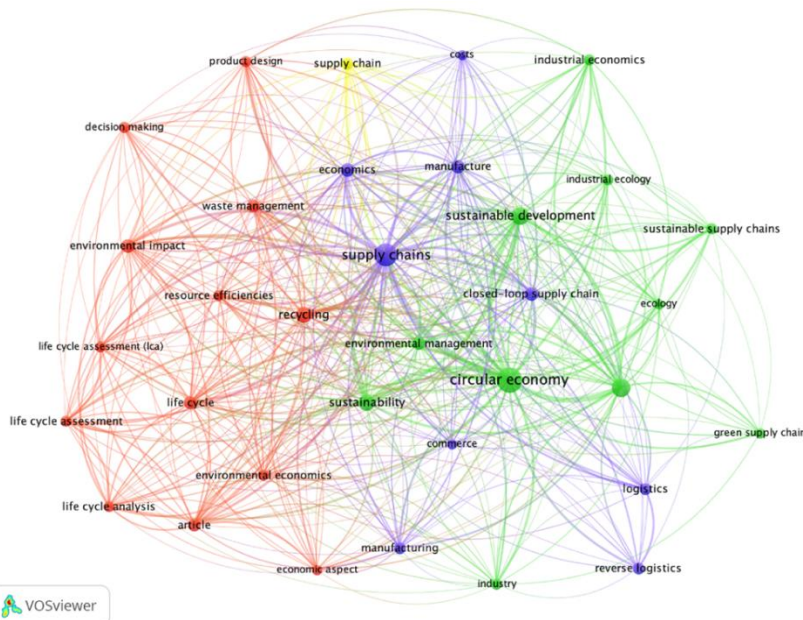 costs
product design
supply chain
industrial economics
decision making
economics
manufacture
industrial ecology
waste management
sustainable development
sustainable supply chains
environmental impact
supply chains
resource efficiencies
closed-loop supply chain
ecology
recycling
life cycle assessment (lca)
environmental management
circular economy
life cycle
sustainability
life cycle assessment
green supply chain
commerce
environmental economics
logistics
life cycle analysis
article
manufacturing
economic aspect
reverse logistics
industry
VOSviewer